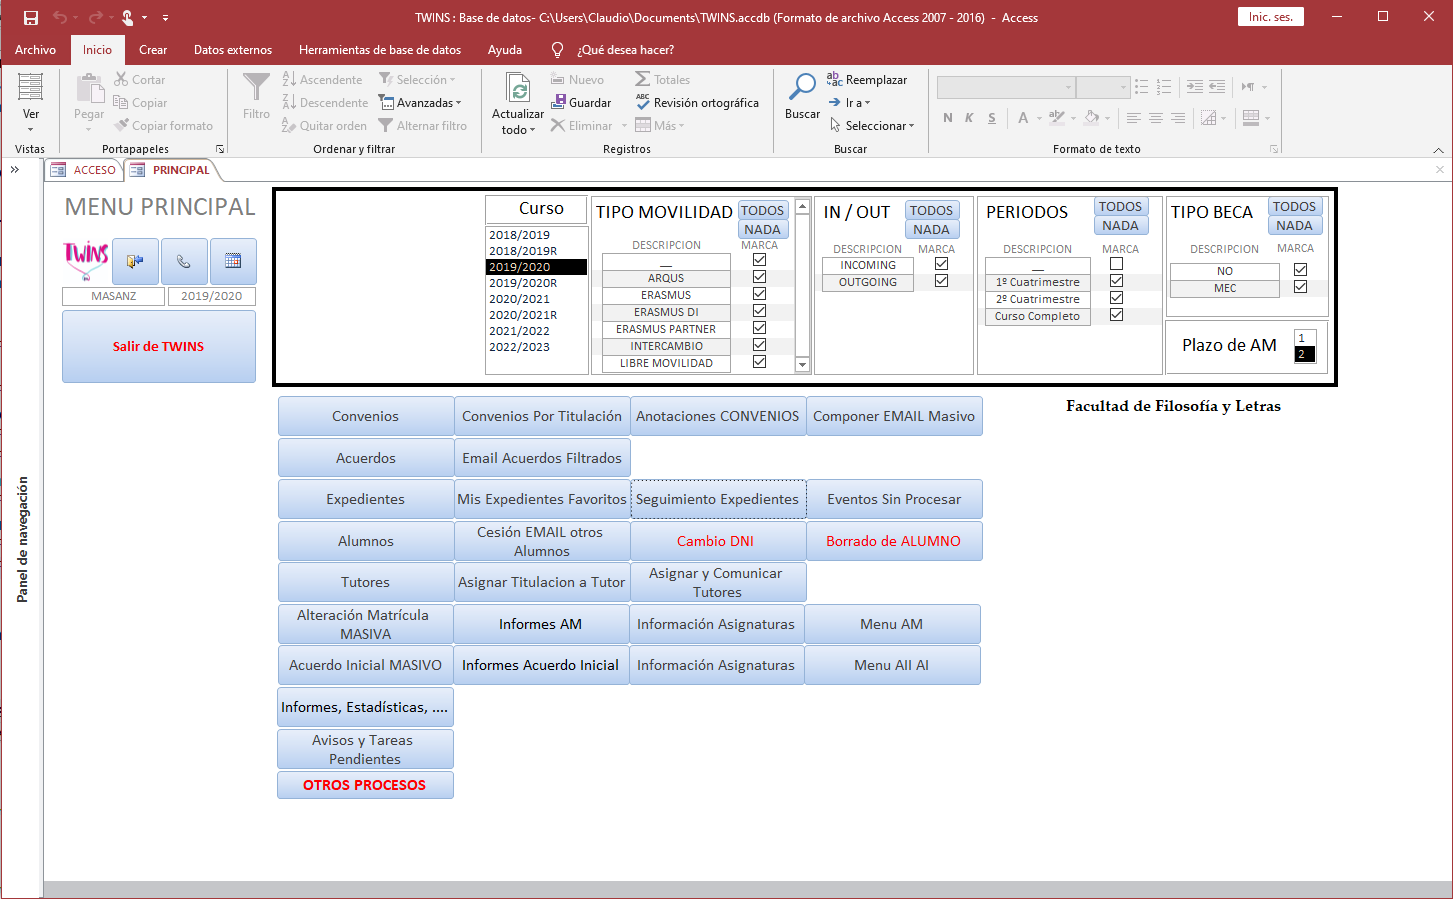 TWINS : Base de datos- C:\Users\Claudio\Documents\TWINS.accdb (Formato de archivo Access 2007 - 2016)  -  Access
Inic. ses.
Archivo
Inicio
Crear
Datos externos
Herramientas de base de datos
Ayuda
¿Qué desea hacer?
Ver
Vistas
Pegar
Cortar
Copiar
Copiar formato
Portapapeles
Filtro
Ascendente
Descendente
Quitar orden
Selección
Avanzadas
Alternar filtro
Ordenar y filtrar
Actualizar
todo
Nuevo
Guardar
Eliminar
Totales
Revisión ortográfica
Más
Registros
Buscar
Reemplazar
Ir a
Seleccionar
Buscar
N K S
A
Formato de texto
ACCESO
PRINCIPAL
Panel de navegación
MENU PRINCIPAL
TWINS
MASANZ
2019/2020
Salir de TWINS
Curso
2018/2019
2018/2019R
2019/2020
2019/2020R
2020/2021
2020/2021R
2021/2022
2022/2023
TIPO MOVILIDAD
TODOS
NADA
DESCRIPCION
MARCA
__
ARQUS
ERASMUS
ERASMUS DI
ERASMUS PARTNER
INTERCAMBIO
LIBRE MOVILIDAD
IN / OUT
TODOS
NADA
DESCRIPCION
MARCA
INCOMING
OUTGOING
PERIODOS
TODOS
NADA
DESCRIPCION
MARCA
__
1º Cuatrimestre
2º Cuatrimestre
Curso Completo
TIPO BECA
TODOS
NADA
DESCRIPCION
MARCA
NO
MEC
Plazo de AM
1
2
Facultad de Filosofía y Letras
Convenios
Convenios Por Titulación
Anotaciones CONVENIOS
Componer EMAIL Masivo
Acuerdos
Email Acuerdos Filtrados
Expedientes
Mis Expedientes Favoritos
Seguimiento Expedientes
Eventos Sin Procesar
Alumnos
Cesión EMAIL otros
Alumnos
Cambio DNI
Borrado de ALUMNO
Tutores
Asignar Titulacion a Tutor
Asignar y Comunicar
Tutores
Alteración Matrícula
MASIVA
Informes AM
Información Asignaturas
Menu AM
Acuerdo Inicial MASIVO
Informes Acuerdo Inicial
Información Asignaturas
Menu AII AI
Informes, Estadísticas, ....
Avisos y Tareas
Pendientes
OTROS PROCESOS